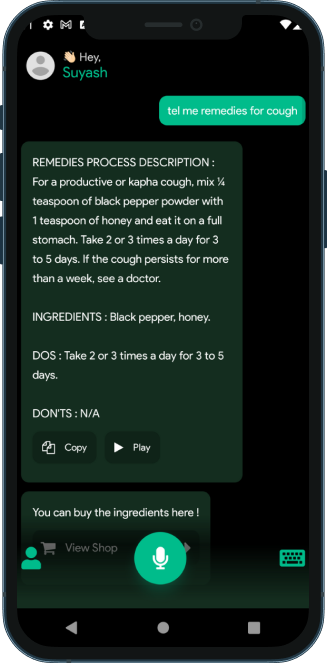 👋🏻 Hey,
Suyash
tel me remedies for cough
REMEDIES PROCESS DESCRIPTION :
For a productive or kapha cough, mix ¼
teaspoon of black pepper powder with
1 teaspoon of honey and eat it on a full
stomach. Take 2 or 3 times a day for 3
to 5 days. If the cough persists for more
than a week, see a doctor.
INGREDIENTS : Black pepper, honey.
DOS : Take 2 or 3 times a day for 3 to 5
days.
DON'TS : N/A
Copy
Play
You can buy the ingredients here !
View Shop